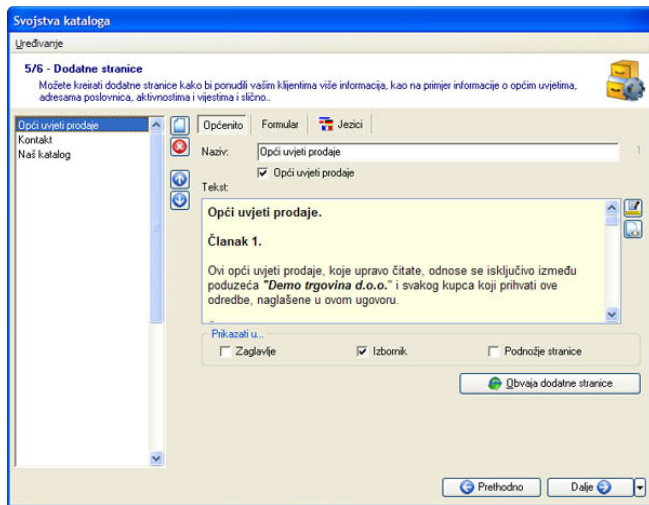 Svojstva kataloga
Uređivanje
5/6 - Dodatne stranice
Možete kreirati dodatne stranice kako bi ponudili vašim klijentima više informacija, kao na primjer informacije o općim uvjetima,
adresama poslovnica, aktivnostima i vijestima i slično..
Opći uvjeti prodaje
Kontakt
Naš katalog
Općenito Formular Jezici
Naziv: Opći uvjeti prodaje 1
Opći uvjeti prodaje
Tekst:
Opći uvjeti prodaje.
Članak 1.
Ovi opći uvjeti prodaje, koje upravo čitate, odnose se isključivo između
poduzeća "Demo trgovina d.o.o." i svakog kupca koji prihvati ove
odredbe, naglašene u ovom ugovoru.
Prikazati u...
Zaglavlje Izbornik Podnožje stranice
Obvaja dodatne stranice
Prethodno Dalje